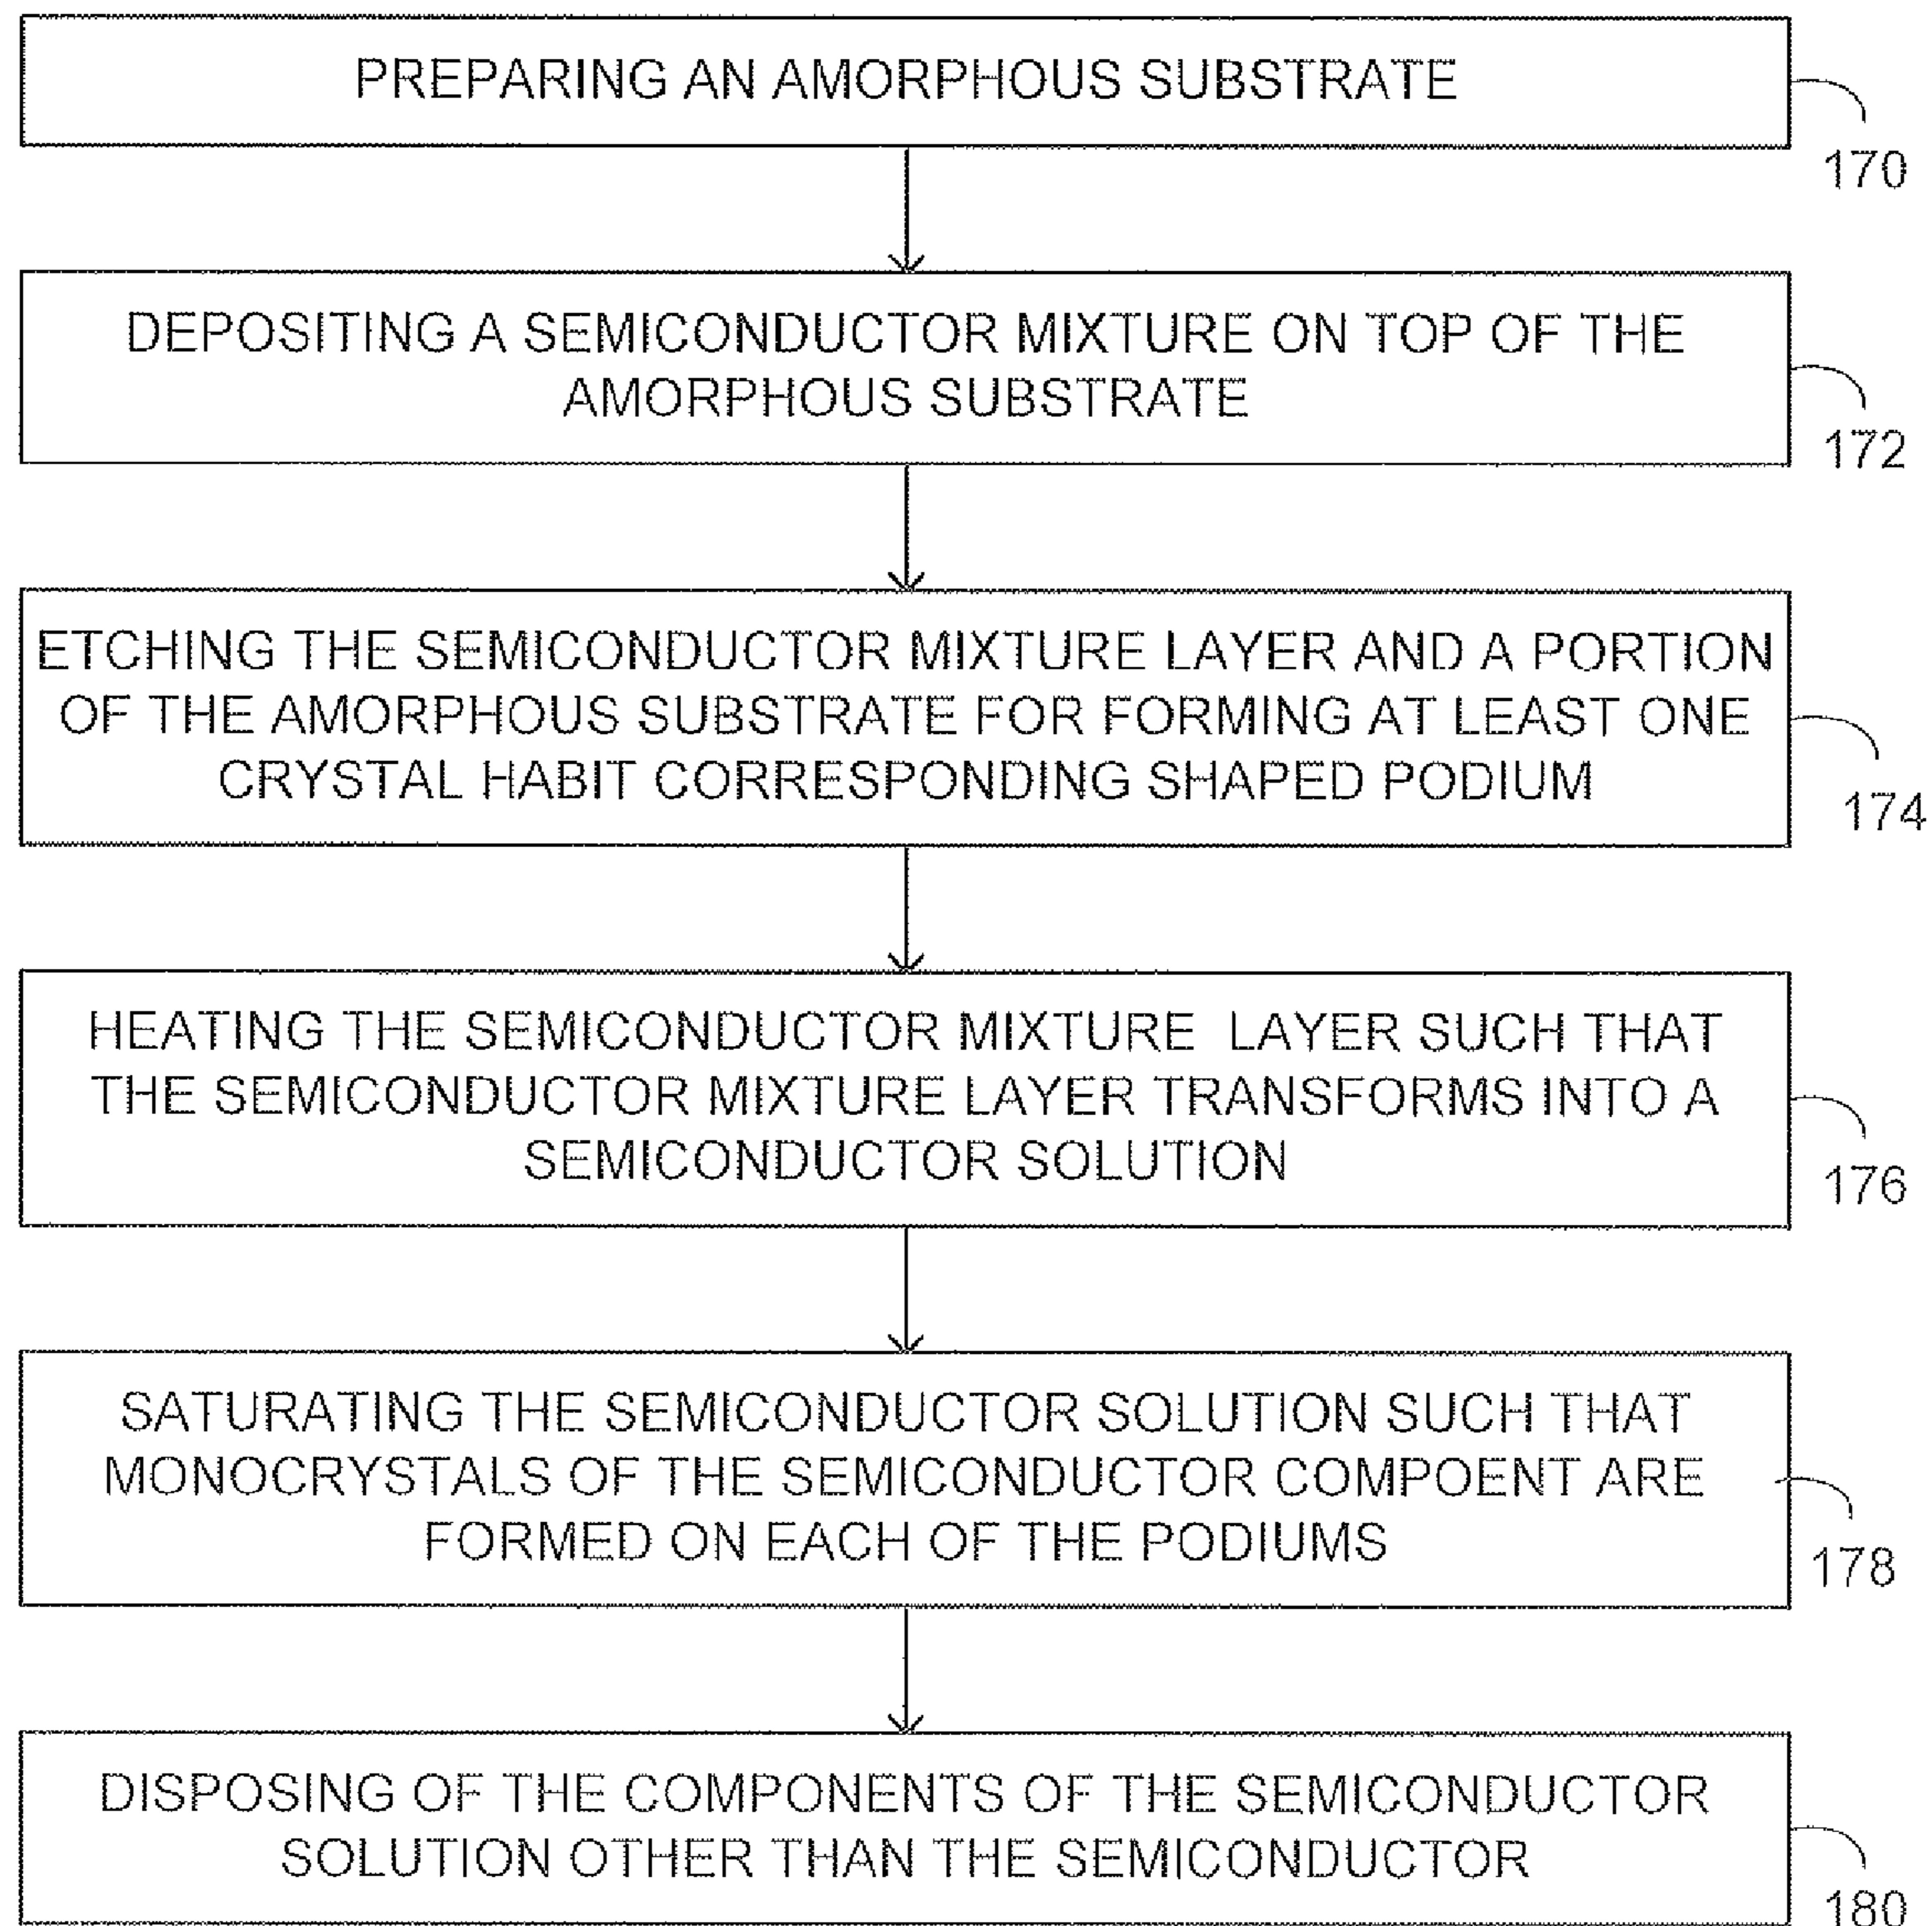 PREPARING AN AMORPHOUS SUBSTRATE
170
DEPOSITING A SEMICONDUCTOR MIXTURE ON TOP OF THE
AMORPHOUS SUBSTRATE
172
ETCHING THE SEMICONDUCTOR MIXTURE LAYER AND A PORTION
OF THE AMORPHOUS SUBSTRATE FOR FORMING AT LEAST ONE
CRYSTAL HABIT CORRESPONDING SHAPED PODIUM
174
HEATING THE SEMICONDUCTOR MIXTURE LAYER SUCH THAT
THE SEMICONDUCTOR MIXTURE LAYER TRANSFORMS INTO A
SEMICONDUCTOR SOLUTION
176
SATURATING THE SEMICONDUCTOR SOLUTION SUCH THAT
MONOCRYSTALS OF THE SEMICONDUCTOR COMPOENT ARE
FORMED ON EACH OF THE PODIUMS
178
DISPOSING OF THE COMPONENTS OF THE SEMICONDUCTOR
SOLUTION OTHER THAN THE SEMICONDUCTOR
180